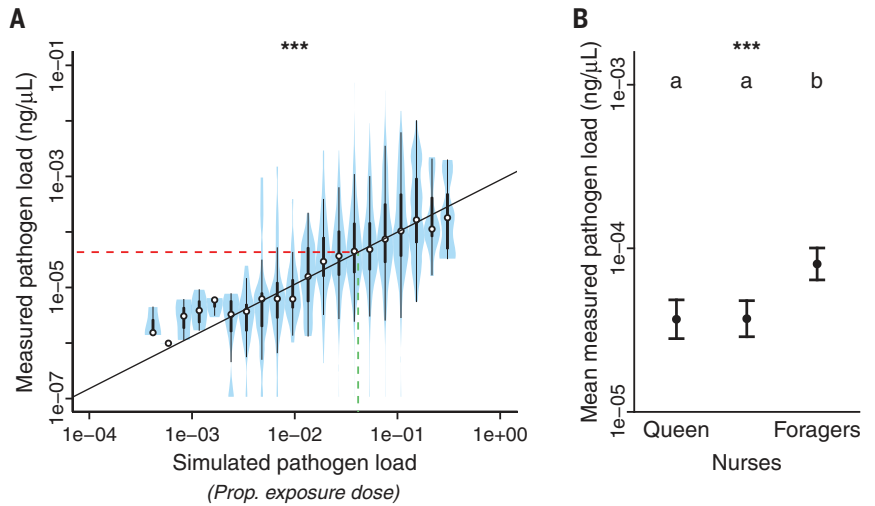 A
***
Measured pathogen load (ng/μL)
1e−01
1e−03
1e−05
1e−07
1e−04
1e−03
1e−02
1e−01
1e+00
Simulated pathogen load
(Prop. exposure dose)
B
***
a
a
b
Mean measured pathogen load (ng/μL)
1e−03
1e−04
1e−05
Queen
Foragers
Nurses